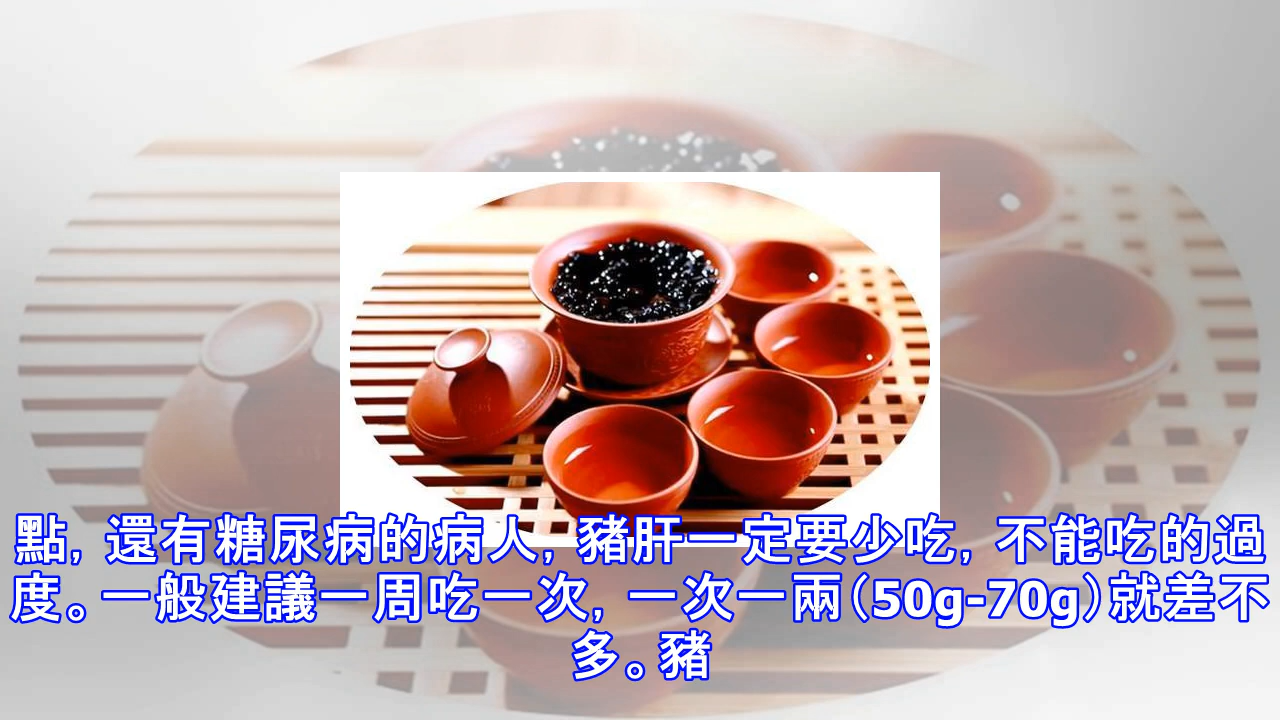 點, 還有糖尿病的病人, 豬肝一定要少吃, 不能吃的過
度。一般建議一周吃一次, 一次一兩(50g-70g)就差不
多。豬